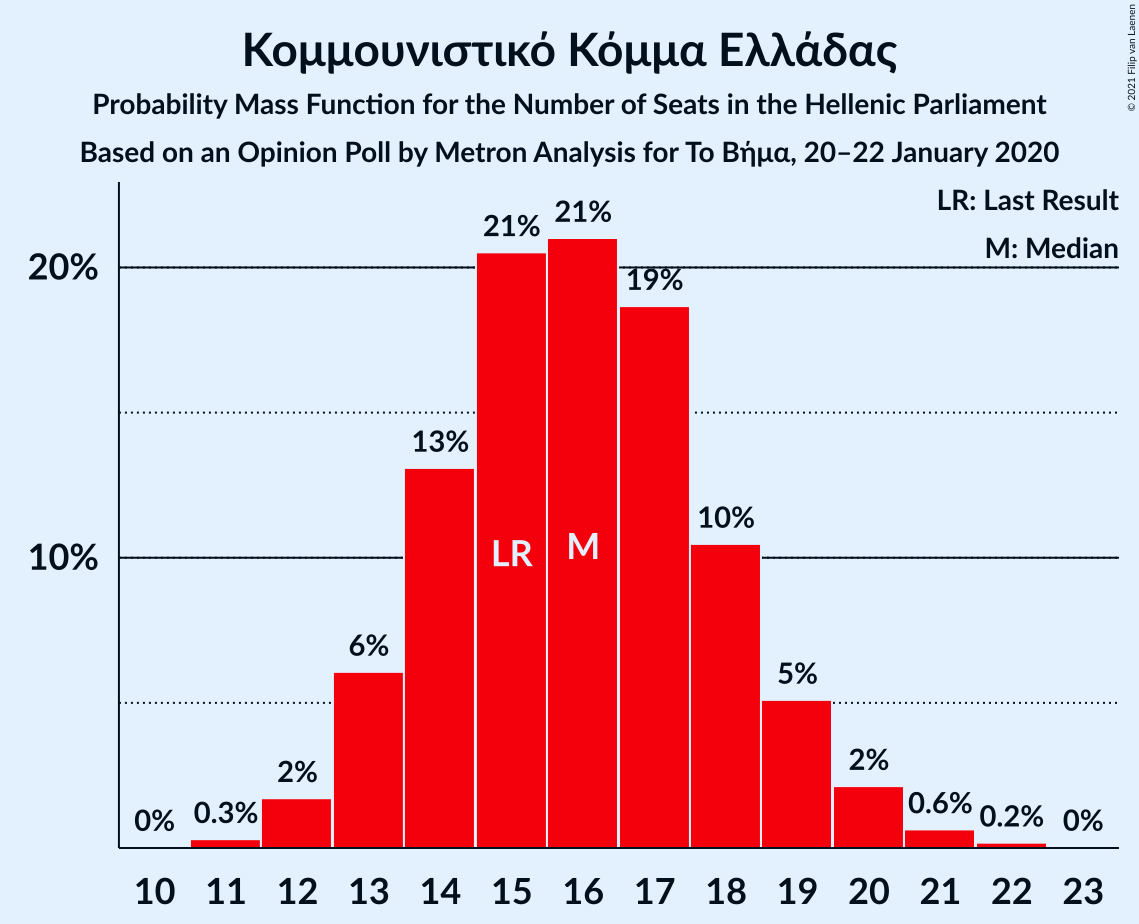 Κομμουνιστικό Κόμμα Ελλάδας
Probability Mass Function for the Number of Seats in the Hellenic Parliament
Based on an Opinion Poll by Metron Analysis for Το Βήμα, 20–22 January 2020
© 2021 Filip van Laenen
LR: Last Result
M: Median
20%
10%
0%
0.3%
2%
6%
13%
21%
21%
19%
10%
5%
2%
0.6%
0.2%
0%
LR
M
10 11 12 13 14 15 16 17 18 19 20 21 22 23